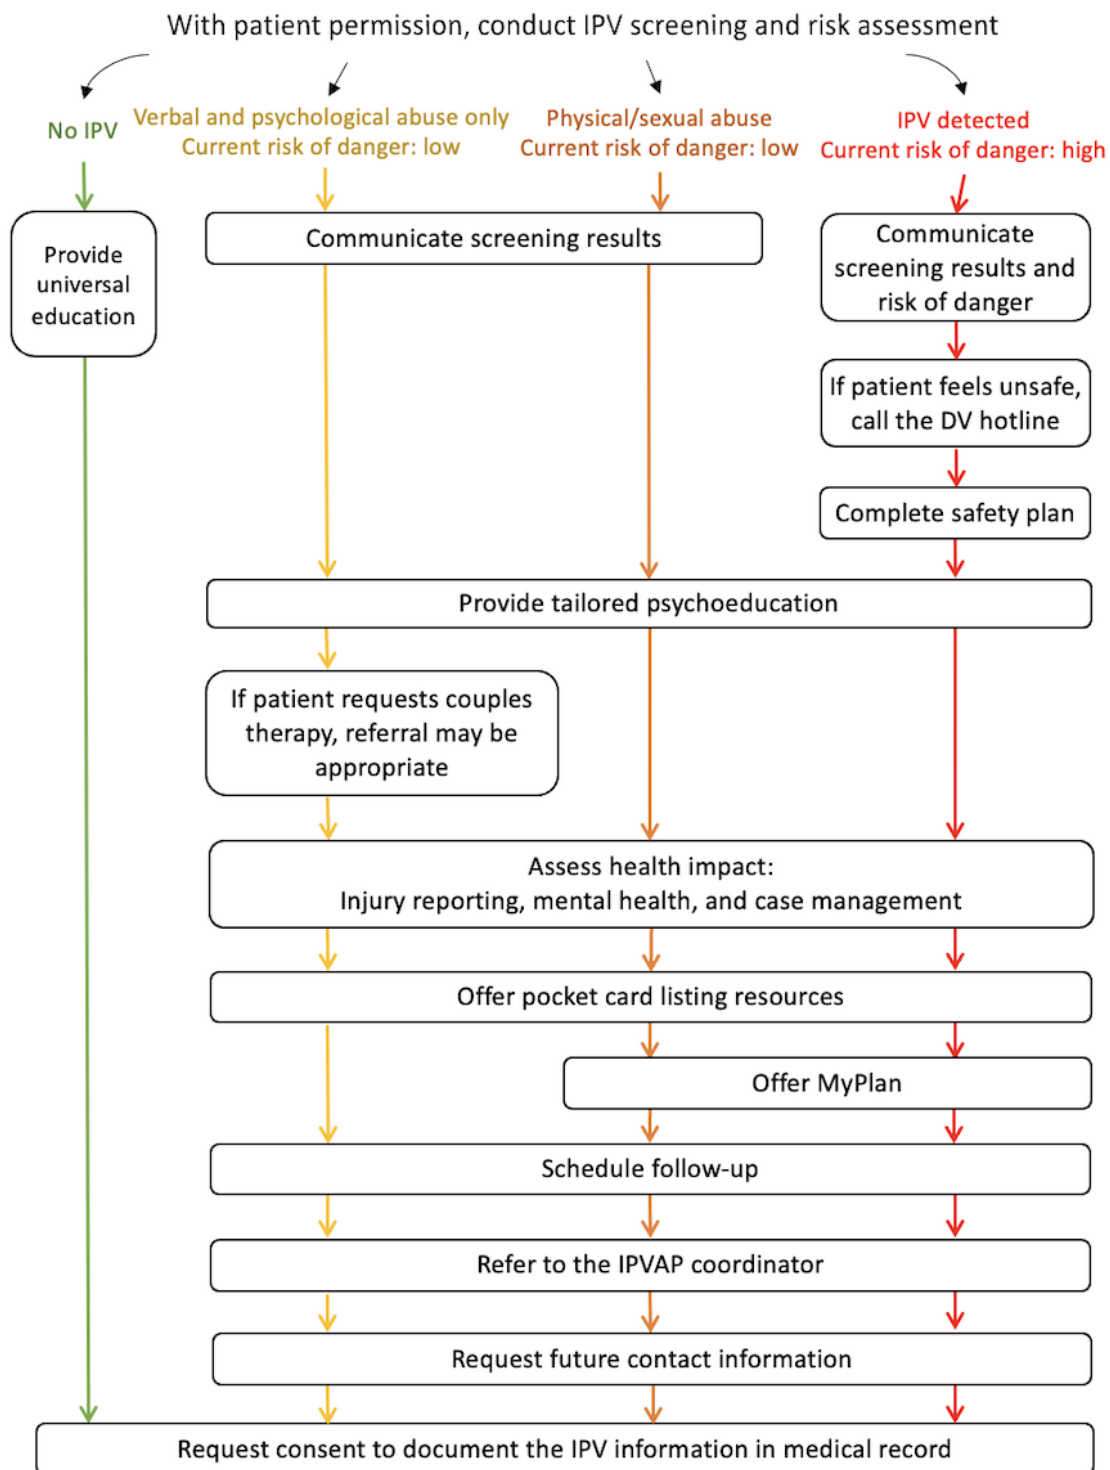 With patient permission, conduct IPV screening and risk assessment
No IPV
Verbal and psychological abuse only
Current risk of danger: low
Physical/sexual abuse
Current risk of danger: low
IPV detected
Current risk of danger: high
Provide
universal
education
Communicate screening results
Communicate
screening results and
risk of danger
If patient feels unsafe,
call the DV hotline
Complete safety plan
Provide tailored psychoeducation
If patient requests couples
therapy, referral may be
appropriate
Assess health impact:
Injury reporting, mental health, and case management
Offer pocket card listing resources
Offer MyPlan
Schedule follow-up
Refer to the IPVAP coordinator
Request future contact information
Request consent to document the IPV information in medical record